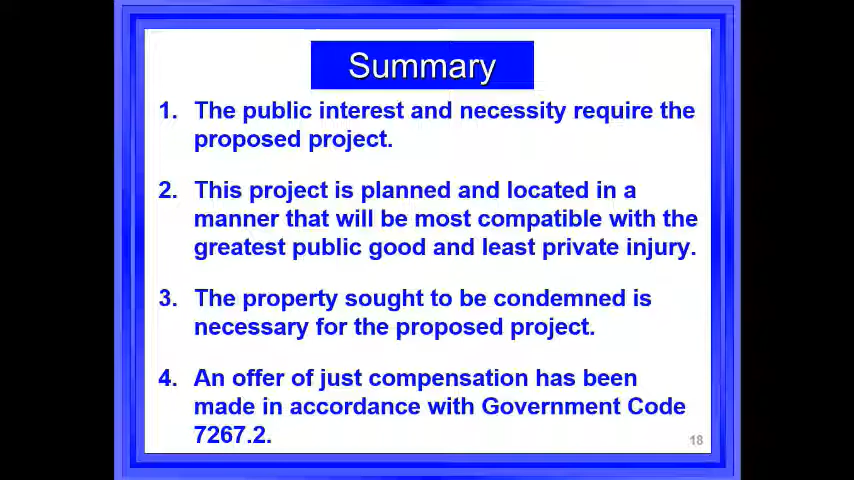 Summary
1. The public interest and necessity require the
proposed project.
2. This project is planned and located in a
manner that will be most compatible with the
greatest public good and least private injury.
3. The property sought to be condemned is
necessary for the proposed project.
4. An offer of just compensation has been
made in accordance with Government Code
7267.2.
18